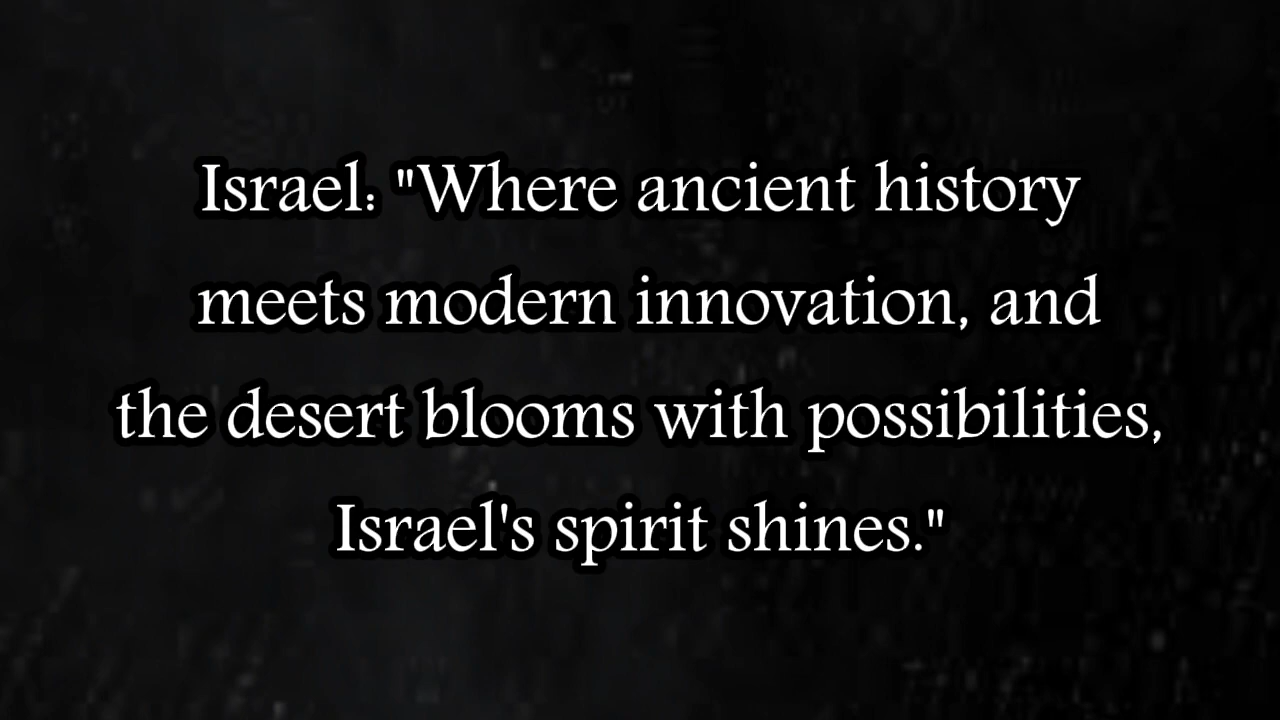 Israel: "Where ancient history
meets modern innovation, and
the desert blooms with possibilities,
Israel's spirit shines."